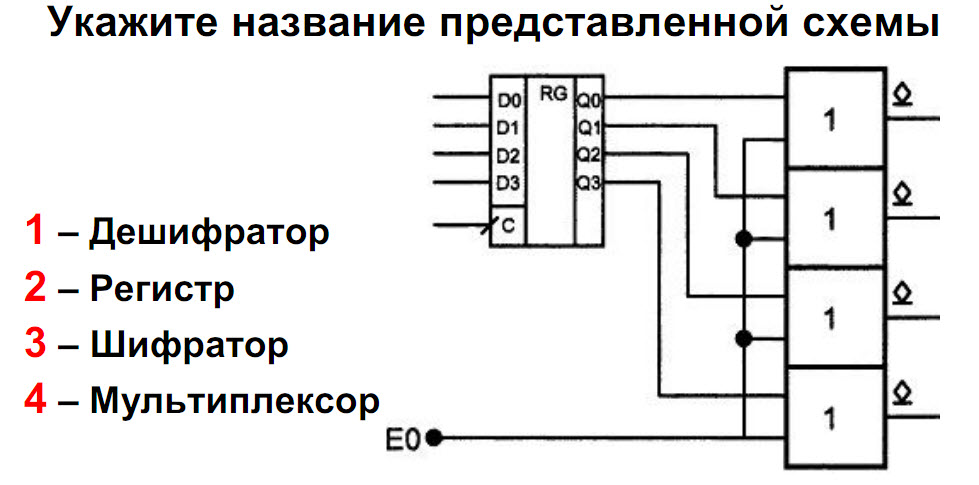 Укажите название представленной схемы
1 – Дешифратор
2 – Регистр
3 – Шифратор
4 – Мультиплексор
RG
D0
D1
D2
D3
C
Q0
Q1
Q2
Q3
1
1
1
1
E0